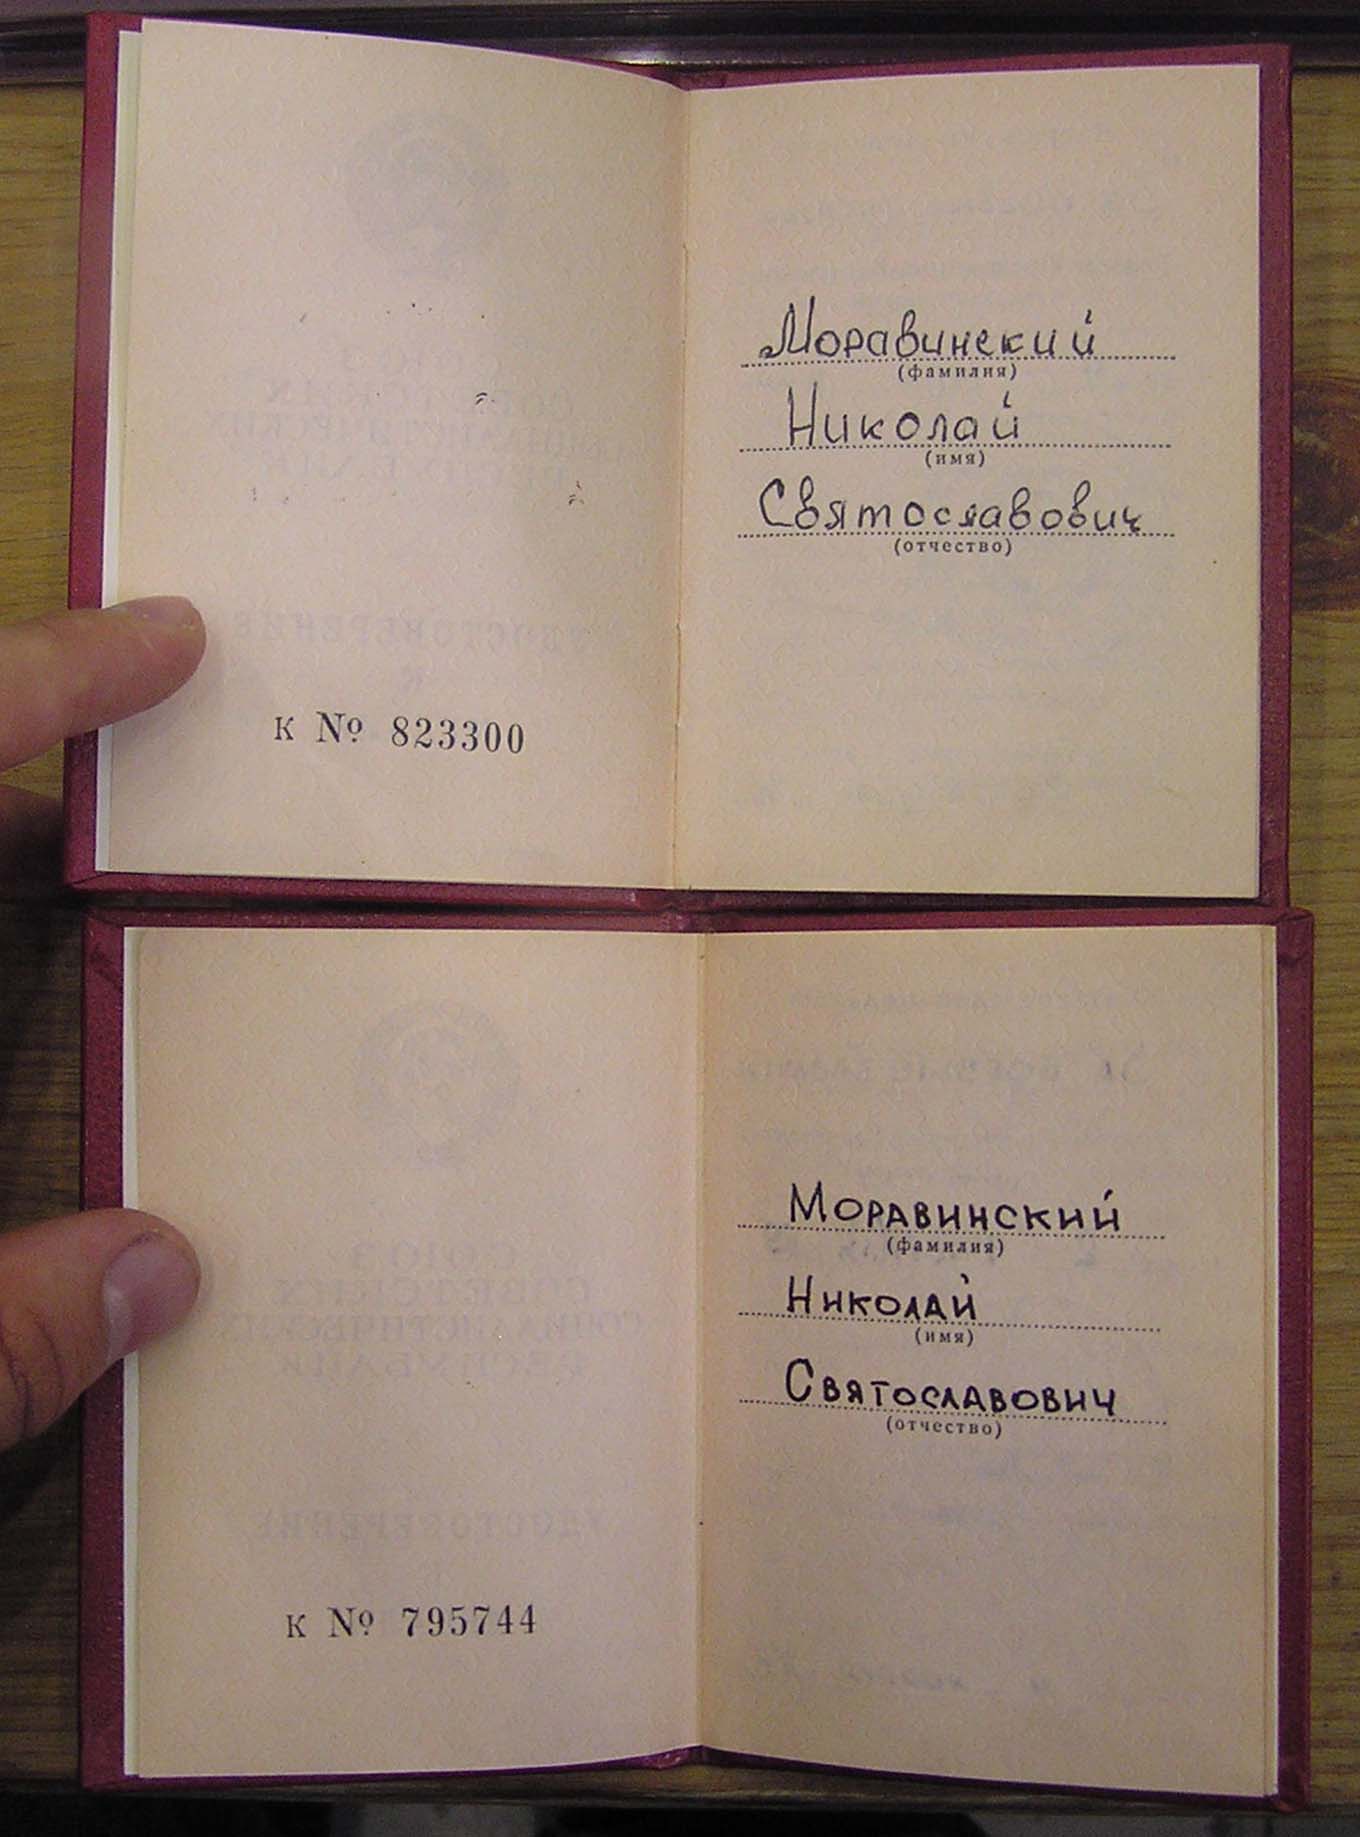 Моравинский
(фамилия)
Николай
(имя)
Святославович
(отчество)
К № 823300
Моравинский
(фамилия)
Николай
(имя)
Святославович
(отчество)
К № 795744